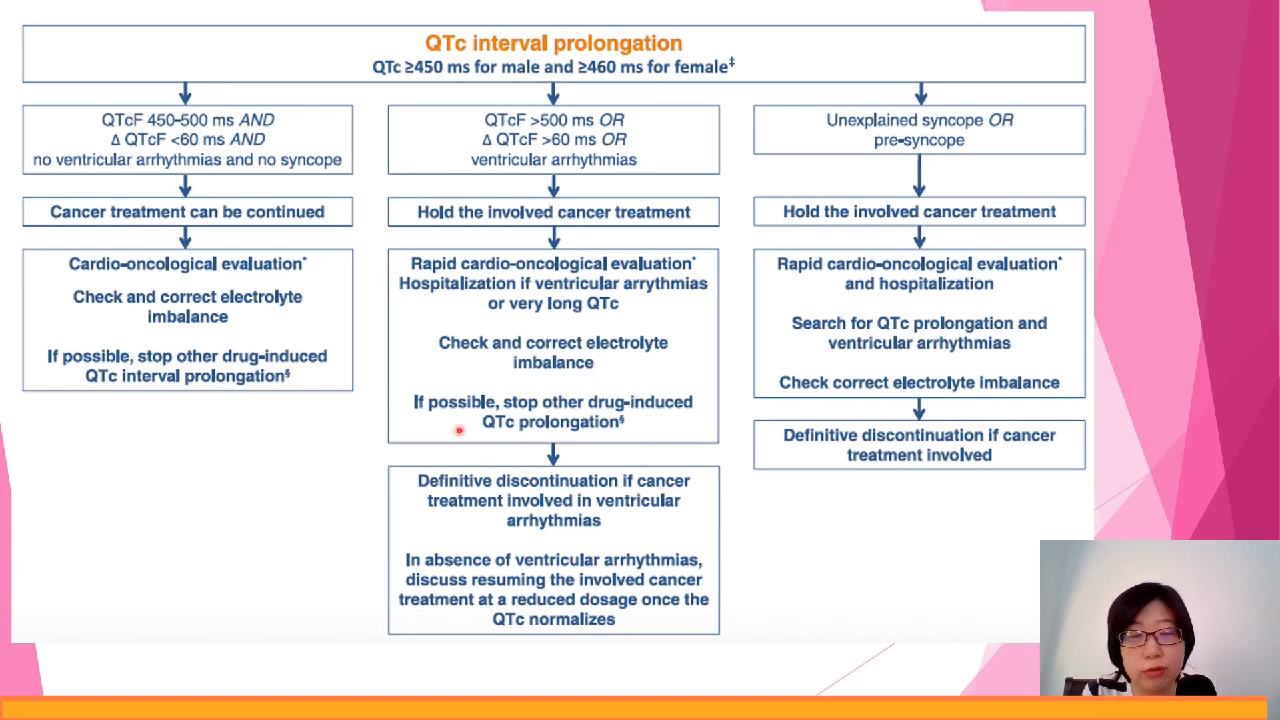 QTc interval prolongation
QTc ≥450 ms for male and ≥460 ms for female‡
QTcF 450-500 ms AND
Δ QTcF <60 ms AND
no ventricular arrhythmias and no syncope
Cancer treatment can be continued
Cardio-oncological evaluation*
Check and correct electrolyte
imbalance
If possible, stop other drug-induced
QTc interval prolongation§
QTcF >500 ms OR
Δ QTcF >60 ms OR
ventricular arrhythmias
Hold the involved cancer treatment
Rapid cardio-oncological evaluation*
Hospitalization if ventricular arrythmias
or very long QTc
Check and correct electrolyte
imbalance
If possible, stop other drug-induced
QTc prolongation§
Definitive discontinuation if cancer
treatment involved in ventricular
arrhythmias
In absence of ventricular arrhythmias,
discuss resuming the involved cancer
treatment at a reduced dosage once the
QTc normalizes
Unexplained syncope OR
pre-syncope
Hold the involved cancer treatment
Rapid cardio-oncological evaluation*
and hospitalization
Search for QTc prolongation and
ventricular arrhythmias
Check correct electrolyte imbalance
Definitive discontinuation if cancer
treatment involved